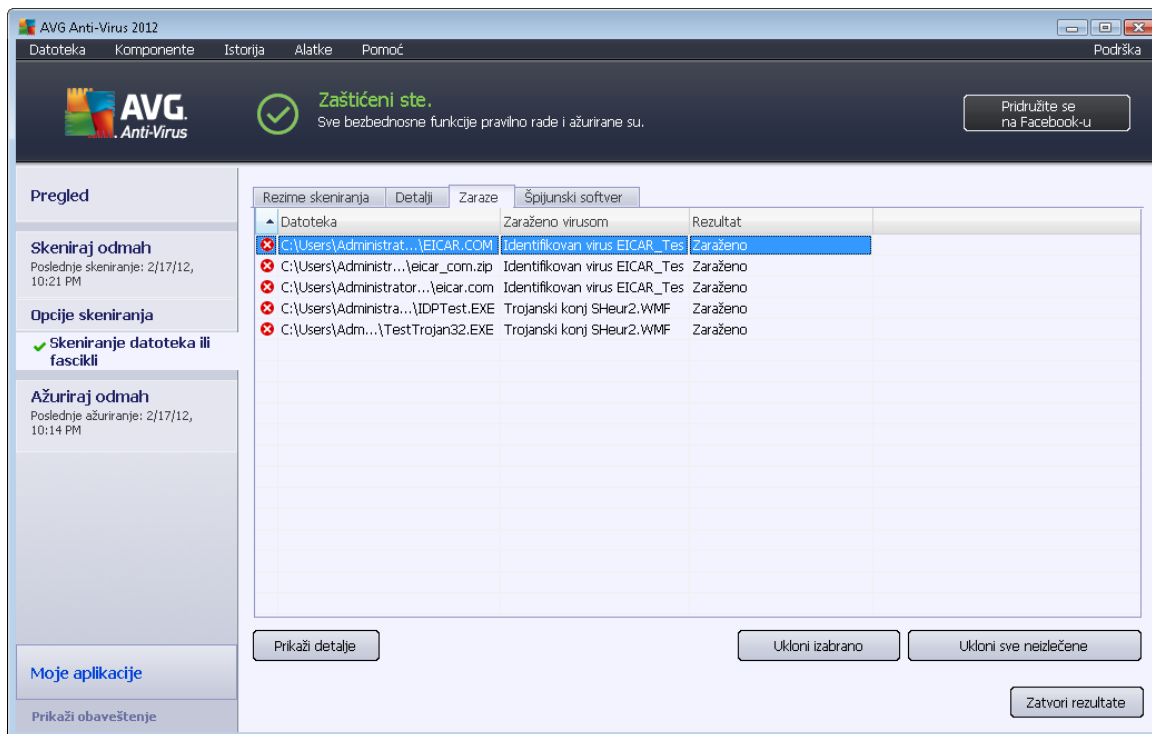 AVG Anti-Virus 2012
Datoteka Komponente Istorija Alatke Pomoć Podrška
AVG.
Anti-Virus
Zaštićeni ste.
Sve bezbednosne funkcije pravilno rade i ažurirane su.
Pridružite se
na Facebook-u
Pregled
Skeniraj odmah
Poslednje skeniranje: 2/17/12,
10:21 PM
Opcije skeniranja
Skeniranje datoteka ili
fascikli
Ažuriraj odmah
Poslednje ažuriranje: 2/17/12,
10:14 PM
Moje aplikacije
Prikaži obaveštenje
Rezime skeniranja Detalji Zaraze Špijunski softver
Datoteka Zaraženo virusom Rezultat
C:\Users\Administrat...\EICAR.COM Identifikovan virus EICAR_Tes Zaraženo
C:\Users\Administr...\eicar_com.zip Identifikovan virus EICAR_Tes Zaraženo
C:\Users\Administrator...\eicar.com Identifikovan virus EICAR_Tes Zaraženo
C:\Users\Administra...\IDPTest.EXE Trojanski konj SHeur2.WMF Zaraženo
C:\Users\Adm...\TestTrojan32.EXE Trojanski konj SHeur2.WMF Zaraženo
Prikaži detalje Ukloni izabrano Ukloni sve neizlečene
Zatvori rezultate